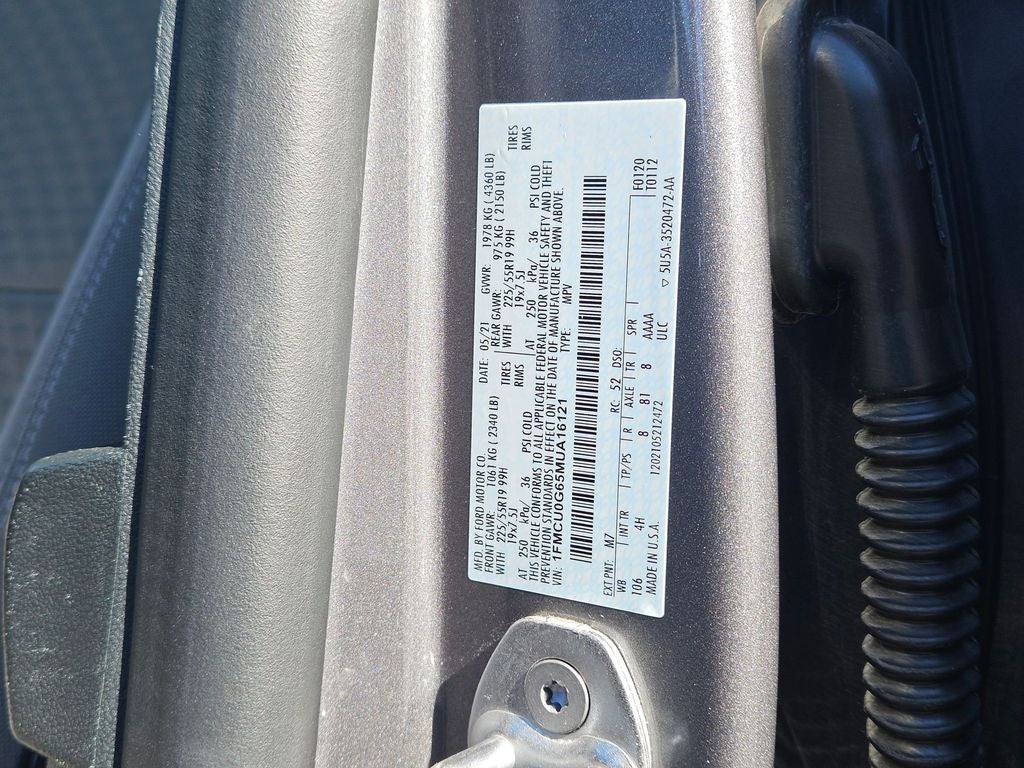 MFD. BY FORD MOTOR CO. DATE: 05/21 GVWR: 1978 KG ( 4360 LB)
FRONT GAWR: 1061 KG ( 2340 LB) REAR GAWR: 975 KG ( 2150 LB)
WITH 225/55R19 99H TIRES WITH 225/55R19 99H TIRES
19x7.5J RIMS 19x7.5J RIMS
AT 250 kPa/ 36 PSI COLD AT 250 kPa/ 36 PSI COLD
THIS VEHICLE CONFORMS TO ALL APPLICABLE FEDERAL MOTOR VEHICLE SAFETY AND THEFT
PREVENTION STANDARDS IN EFFECT ON THE DATE OF MANUFACTURE SHOWN ABOVE.
VIN: 1FMCU0G65MUA16121 TYPE: MPV
EXT PNT: M7 RC: 52 DSO: F0120
WB INT TR TP/PS R AXLE TR SPR T0112
106 4H 8 81 8 AAAA
MADE IN U.S.A. 1202105212472 ULC
▽ 5U5A-3520472-AA